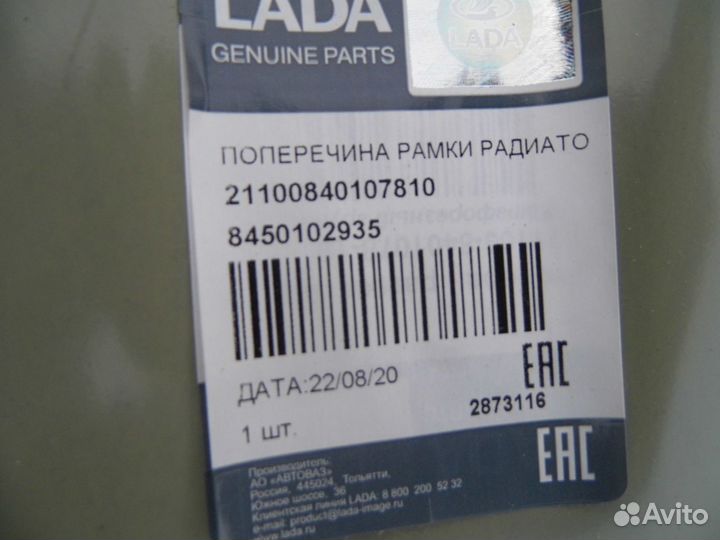 LADA
GENUINE PARTS
LADA
ПОПЕРЕЧИНА РАМКИ РАДИАТО
21100840107810
8450102935
ДАТА:22/08/20
EAC
2873116
1 шт.
EAC
Производитель:
АО «АВТОВАЗ»
Россия, 445024, Тольятти,
Южное шоссе, 36
Клиентская линия LADA: 8 800 200 52 32
e-mail: product@lada-image.ru
www.lada.ru
Avito